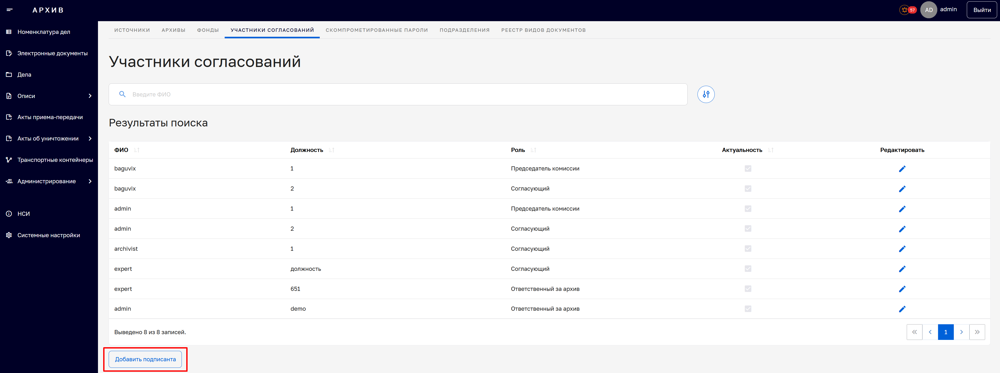 АРХИВ
57
AD
admin
Выйти
Номенклатура дел
Электронные документы
Дела
Описи
Акты приема-передачи
Акты об уничтожении
Транспортные контейнеры
Администрирование
НСИ
Системные настройки
ИСТОЧНИКИ АРХИВЫ ФОНДЫ УЧАСТНИКИ СОГЛАСОВАНИЙ СКОМПРОМЕТИРОВАННЫЕ ПАРОЛИ ПОДРАЗДЕЛЕНИЯ РЕЕСТР ВИДОВ ДОКУМЕНТОВ
Участники согласований
Введите ФИО
Результаты поиска
ФИО Должность Роль Актуальность Редактировать
baguvix 1 Председатель комиссии
baguvix 2 Согласующий
admin 1 Председатель комиссии
admin 2 Согласующий
archivist 1 Согласующий
expert должность Согласующий
expert 651 Ответственный за архив
admin demo Ответственный за архив
Выведено 8 из 8 записей.
1
Добавить подписанта